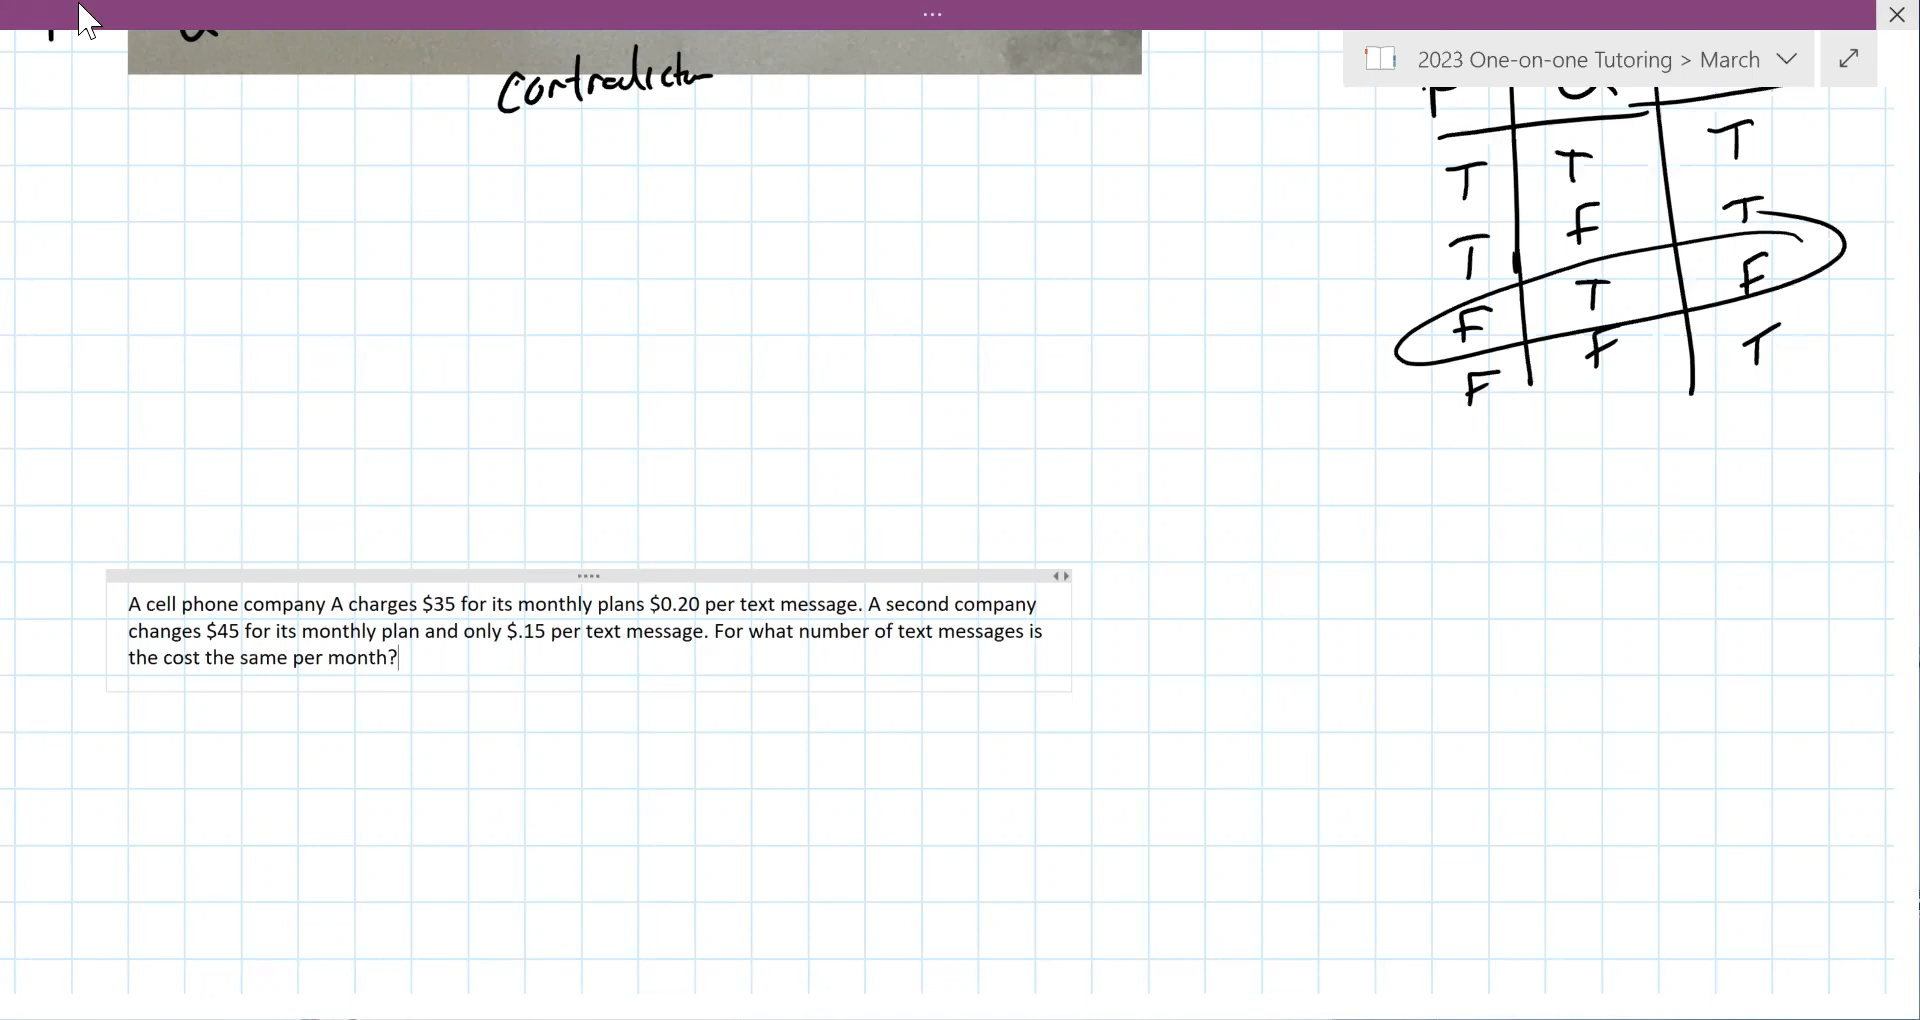 2023 One-on-one Tutoring > March
contradictn
P
T T T
T F T
F T F
F F T
A cell phone company A charges $35 for its monthly plans $0.20 per text message. A second company
changes $45 for its monthly plan and only $.15 per text message. For what number of text messages is
the cost the same per month?